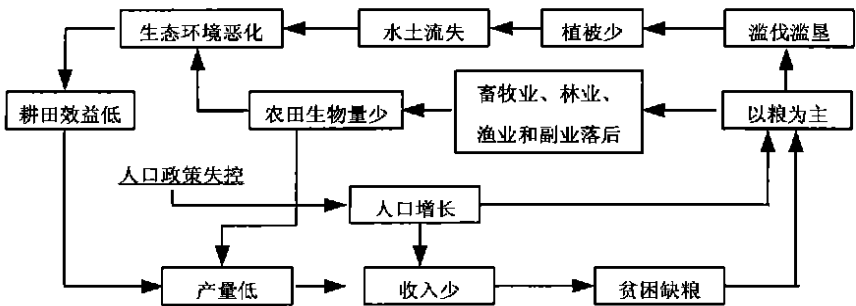 生态环境恶化
水土流失
植被少
滥伐滥垦
耕田效益低
农田生物量少
畜牧业、林业、
渔业和副业落后
以粮为主
人口政策失控
人口增长
产量低
收入少
贫困缺粮